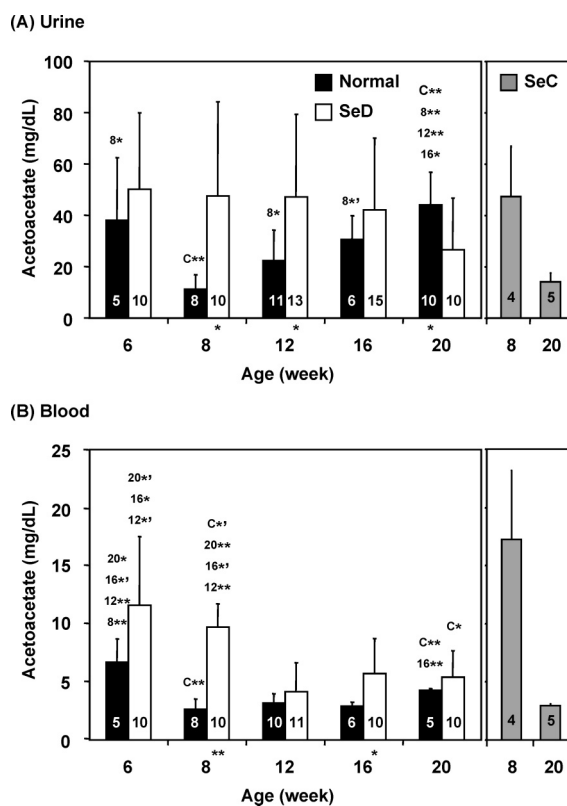 (A) Urine
Acetoacetate (mg/dL)
100
80
60
40
20
0
Normal
SeD
SeC
8*
C**
8*
8*’
C**
8**
12**
16*
5 10 8 10 11 13 6 15 10 10 4 5
* * *
6 8 12 16 20 8 20
Age (week)
(B) Blood
Acetoacetate (mg/dL)
25
20
15
10
5
0
20*’
16*
12*’
20*
16*’
12**
8**
C*’
20**
16*’
12**
C**
C*
C**
16**
5 10 8 10 10 11 6 10 5 10 4 5
6 8 12 16 20 8 20
** *
Age (week)